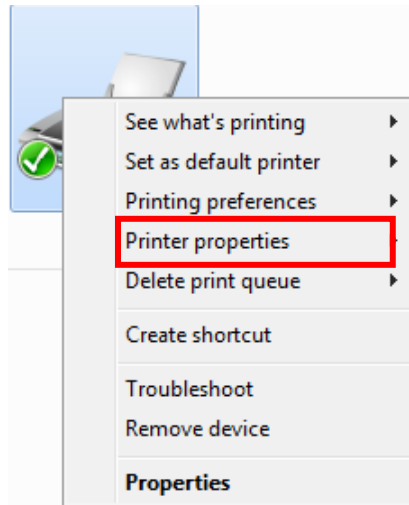 See what's printing
Set as default printer
Printing preferences
Printer properties
Delete print queue
Create shortcut
Troubleshoot
Remove device
Properties